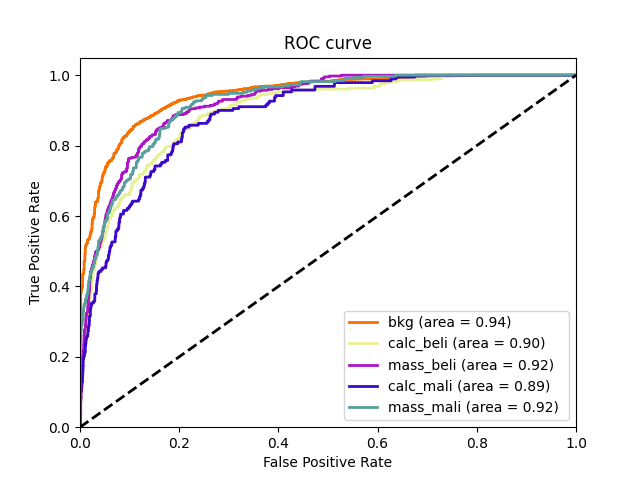 ROC curve
True Positive Rate
1.0
0.8
0.6
0.4
0.2
0.0
0.0 0.2 0.4 0.6 0.8 1.0
False Positive Rate
bkg (area = 0.94)
calc_beli (area = 0.90)
mass_beli (area = 0.92)
calc_mali (area = 0.89)
mass_mali (area = 0.92)